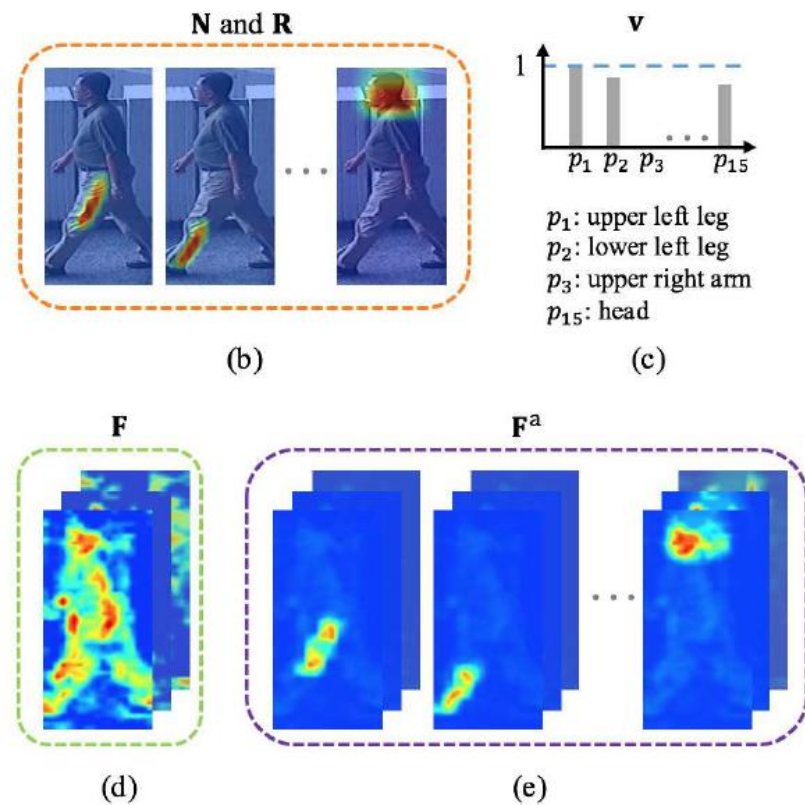 N and R
v
1
p₁ p₂ p₃ p₁₅
p₁: upper left leg
p₂: lower left leg
p₃: upper right arm
p₁₅: head
(b) (c)
F Fᵃ
(d) (e)